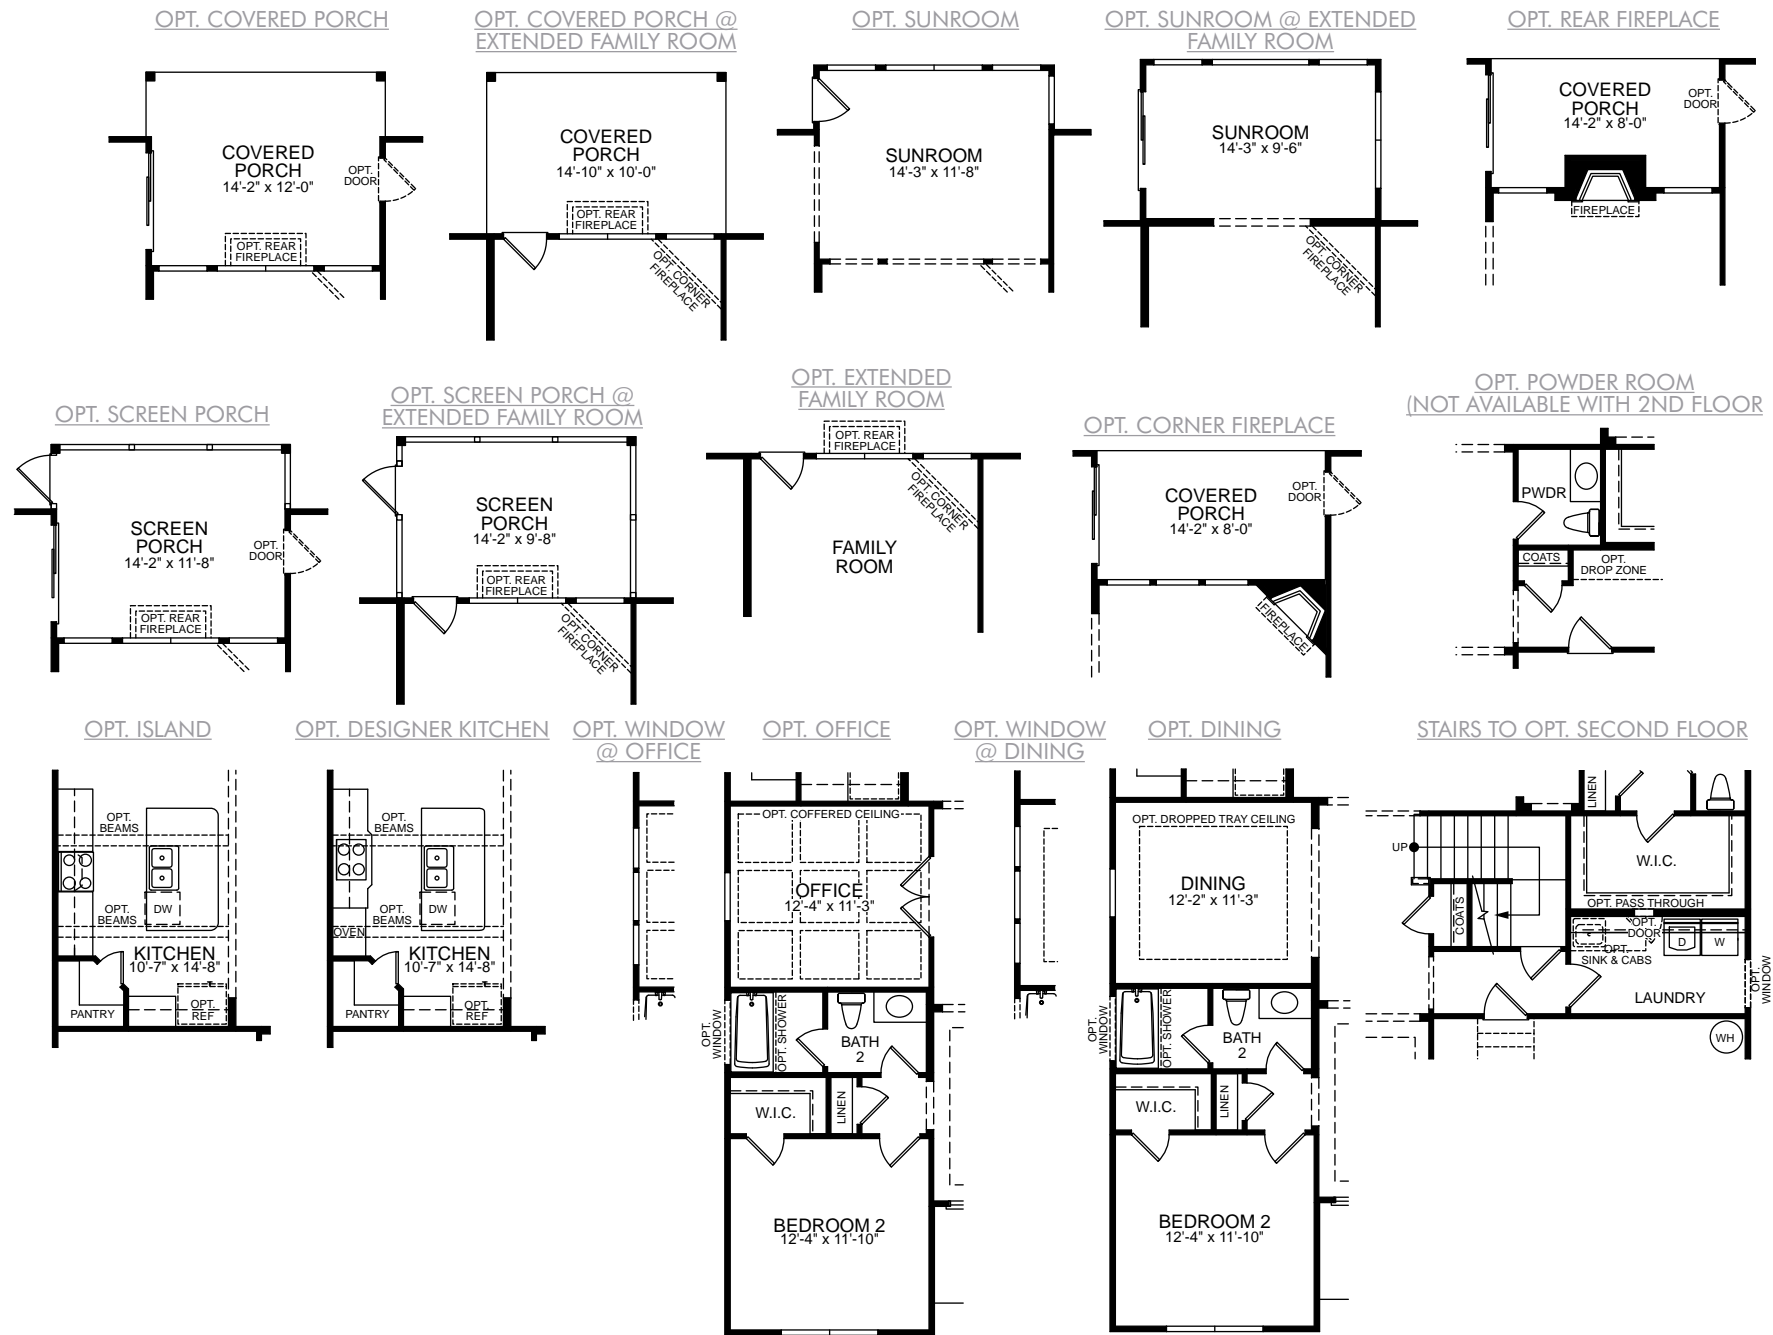 OPT. COVERED PORCH
COVERED
PORCH
14'-2" x 12'-0"
OPT.
DOOR
OPT. REAR
FIREPLACE
OPT. COVERED PORCH @
EXTENDED FAMILY ROOM
COVERED
PORCH
14'-10" x 10'-0"
OPT. REAR
FIREPLACE
OPT. CORNER
FIREPLACE
OPT. SUNROOM
SUNROOM
14'-3" x 11'-8"
OPT. SUNROOM @ EXTENDED
FAMILY ROOM
SUNROOM
14'-3" x 9'-6"
OPT. CORNER
FIREPLACE
OPT. REAR FIREPLACE
COVERED
PORCH
14'-2" x 8'-0"
OPT.
DOOR
FIREPLACE
OPT. SCREEN PORCH
SCREEN
PORCH
14'-2" x 11'-8"
OPT.
DOOR
OPT. REAR
FIREPLACE
OPT. SCREEN PORCH @
EXTENDED FAMILY ROOM
SCREEN
PORCH
14'-2" x 9'-8"
OPT. REAR
FIREPLACE
OPT. CORNER
FIREPLACE
OPT. EXTENDED
FAMILY ROOM
OPT. REAR
FIREPLACE
OPT. CORNER
FIREPLACE
FAMILY
ROOM
OPT. CORNER FIREPLACE
COVERED
PORCH
14'-2" x 8'-0"
OPT.
DOOR
FIREPLACE
OPT. POWDER ROOM
(NOT AVAILABLE WITH 2ND FLOOR
PWDR
COATS
OPT.
DROP ZONE
OPT. ISLAND
OPT.
BEAMS
OPT.
BEAMS
DW
KITCHEN
10'-7" x 14'-8"
PANTRY
OPT.
REF
OPT. DESIGNER KITCHEN
OPT.
BEAMS
OPT.
BEAMS
DW
OVEN
KITCHEN
10'-7" x 14'-8"
PANTRY
OPT.
REF
OPT. WINDOW
@ OFFICE
OPT. OFFICE
OPT. COFFERED CEILING
OFFICE
12'-4" x 11'-3"
OPT.
WINDOW
OPT. SHOWER
BATH
2
W.I.C.
LINEN
BEDROOM 2
12'-4" x 11'-10"
OPT. WINDOW
@ DINING
OPT. DINING
OPT. DROPPED TRAY CEILING
DINING
12'-2" x 11'-3"
OPT.
WINDOW
OPT. SHOWER
BATH
2
W.I.C.
LINEN
BEDROOM 2
12'-4" x 11'-10"
STAIRS TO OPT. SECOND FLOOR
LINEN
UP
W.I.C.
OPT. PASS THROUGH
COATS
OPT.
DOOR
OPT.
SINK & CABS
D
W
LAUNDRY
OPT.
WINDOW
WH